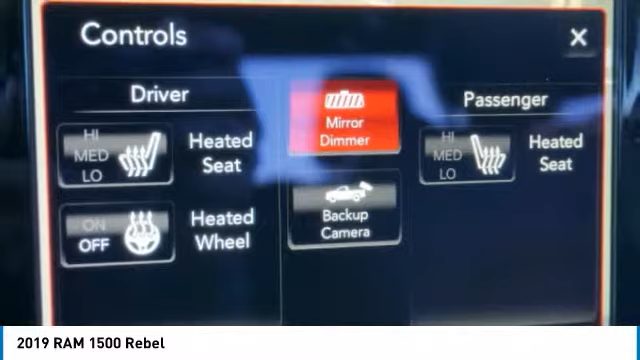 Controls
X
Driver
Mirror
Dimmer
Passenger
HI
MED
LO
Heated
Seat
HI
MED
LO
Heated
Seat
ON
OFF
Heated
Wheel
Backup
Camera
2019 RAM 1500 Rebel